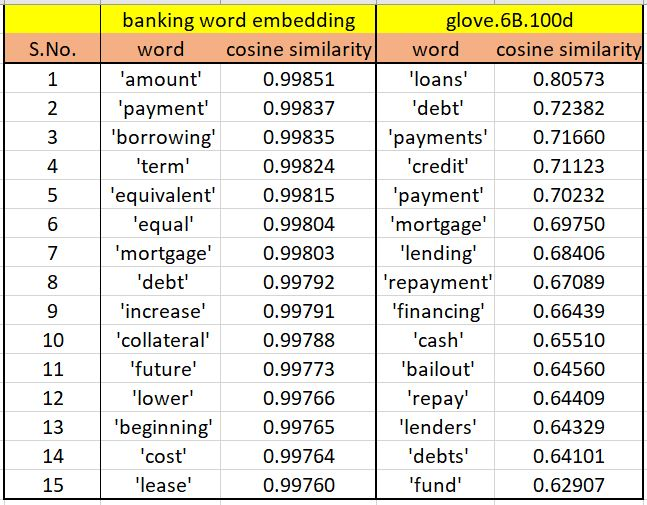 banking word embedding glove.6B.100d
S.No. word cosine similarity word cosine similarity
1 'amount' 0.99851 'loans' 0.80573
2 'payment' 0.99837 'debt' 0.72382
3 'borrowing' 0.99835 'payments' 0.71660
4 'term' 0.99824 'credit' 0.71123
5 'equivalent' 0.99815 'payment' 0.70232
6 'equal' 0.99804 'mortgage' 0.69750
7 'mortgage' 0.99803 'lending' 0.68406
8 'debt' 0.99792 'repayment' 0.67089
9 'increase' 0.99791 'financing' 0.66439
10 'collateral' 0.99788 'cash' 0.65510
11 'future' 0.99773 'bailout' 0.64560
12 'lower' 0.99766 'repay' 0.64409
13 'beginning' 0.99765 'lenders' 0.64329
14 'cost' 0.99764 'debts' 0.64101
15 'lease' 0.99760 'fund' 0.62907